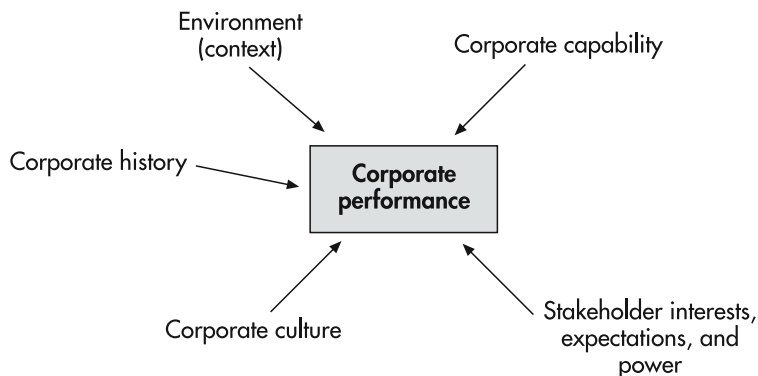 Environment
(context)
Corporate capability
Corporate history
Corporate
performance
Corporate culture
Stakeholder interests,
expectations, and
power